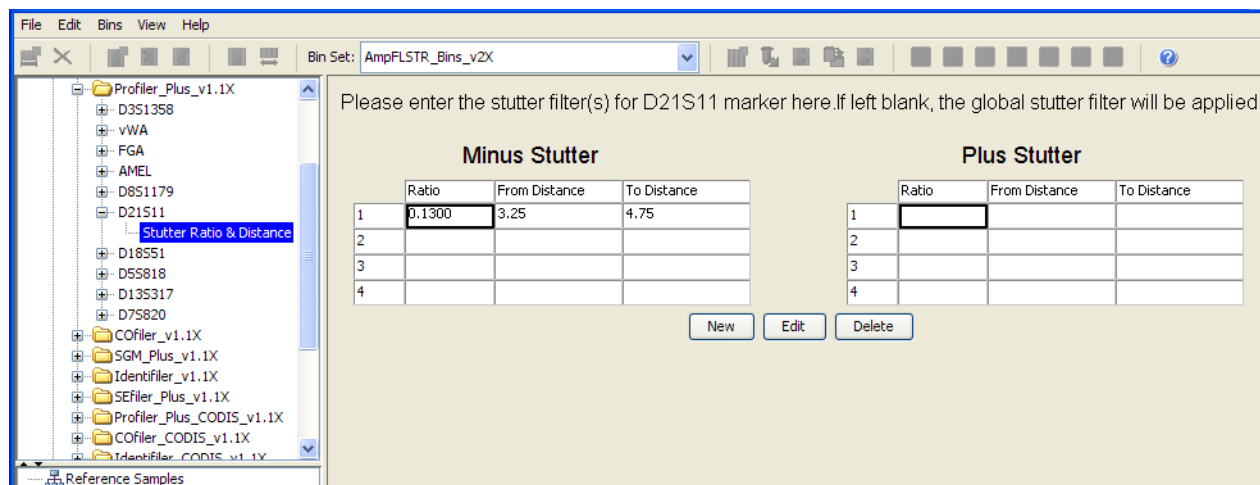 File Edit Bins View Help
Bin Set: AmpFLSTR_Bins_v2X
Profiler_Plus_v1.1X
D3S1358
vWA
FGA
AMEL
D8S1179
D21S11
Stutter Ratio & Distance
D18S51
D5S818
D13S317
D7S820
COfiler_v1.1X
SGM_Plus_v1.1X
Identifiler_v1.1X
SEfiler_Plus_v1.1X
Profiler_Plus_CODIS_v1.1X
COfiler_CODIS_v1.1X
Identifiler_CODIS_v1.1X
Reference Samples
Please enter the stutter filter(s) for D21S11 marker here.If left blank, the global stutter filter will be applied
Minus Stutter
Ratio From Distance To Distance
1 0.1300 3.25 4.75
2
3
4
Plus Stutter
Ratio From Distance To Distance
1
2
3
4
New Edit Delete